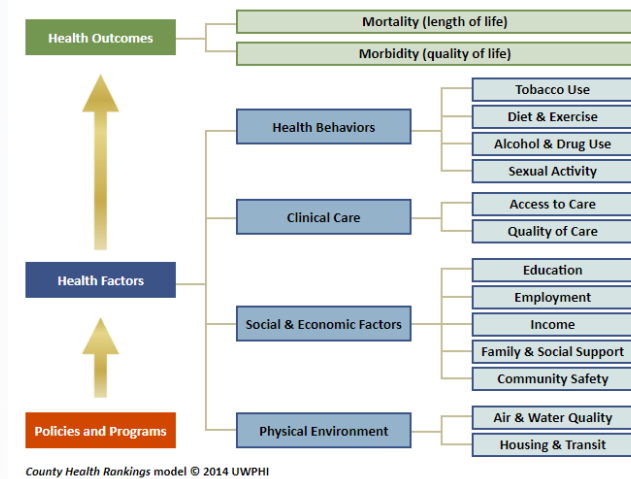 Health Outcomes
Mortality (length of life)
Morbidity (quality of life)
Health Factors
Health Behaviors
Tobacco Use
Diet & Exercise
Alcohol & Drug Use
Sexual Activity
Clinical Care
Access to Care
Quality of Care
Social & Economic Factors
Education
Employment
Income
Family & Social Support
Community Safety
Physical Environment
Air & Water Quality
Housing & Transit
Policies and Programs
County Health Rankings model © 2014 UWPHI